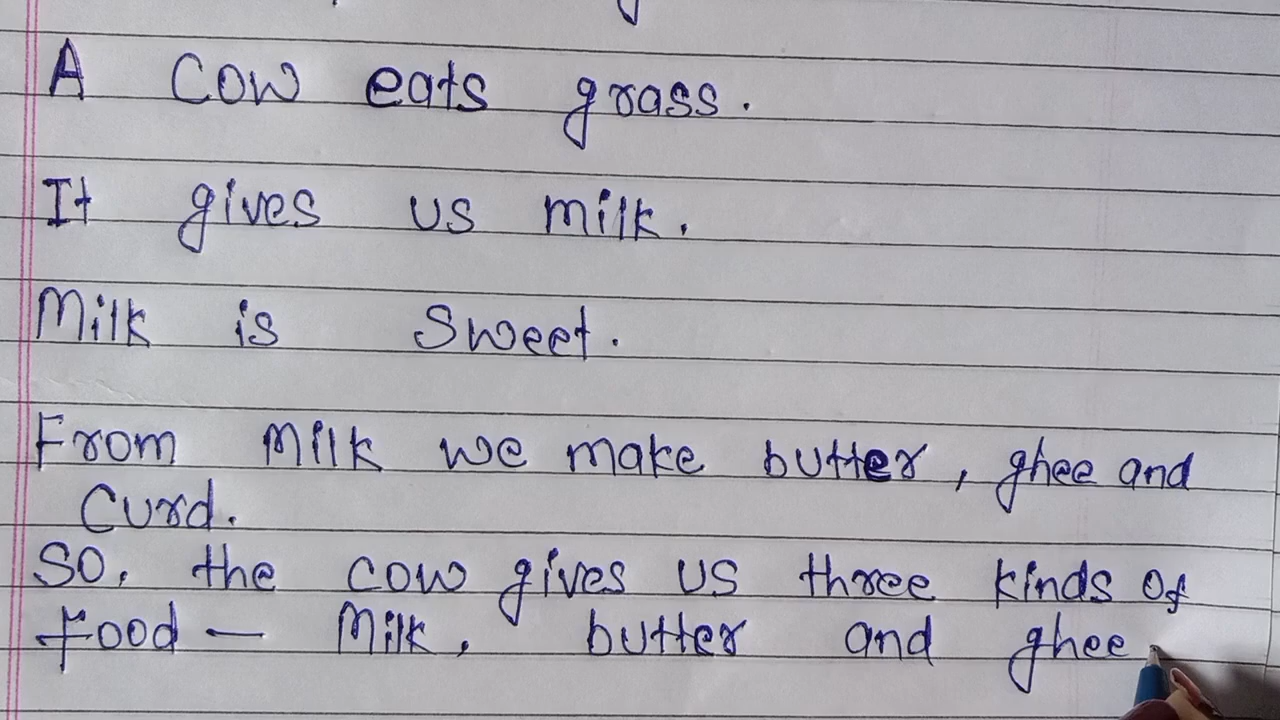 A cow eats grass.
It gives us milk.
Milk is sweet.
From milk we make butter, ghee and
curd.
So, the cow gives us three kinds of
food — Milk, butter and ghee.